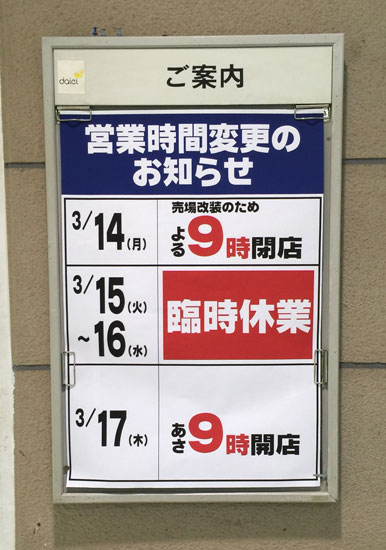 daiei
ご案内
営業時間変更の
お知らせ
3/14(月)
売場改装のため
よる9時閉店
3/15(火)
~16(水)
臨時休業
3/17(木)
あさ9時開店